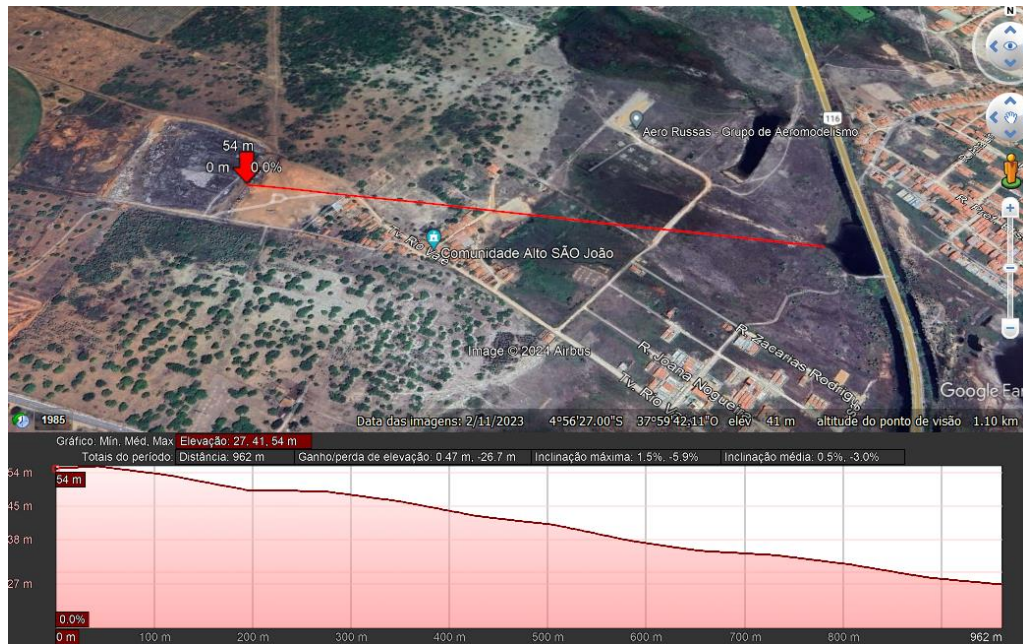 N
116
Aero Russas - Grupo de Aeromodelismo
54 m
0 m 0.0%
Comunidade Alto SÃO João
Image © 2024 Airbus
R. Zacarias Rodrigues
R. Joana Nogueira
Google Ear
1985
Data das imagens: 2/11/2023 4°56'27.00"S 37°59'42.11"O elev 41 m altitude do ponto de visão 1.10 km
Gráfico: Mín, Méd, Max Elevação: 27, 41, 54 m
Totais do período: Distância: 962 m Ganho/perda de elevação: 0.47 m, -26.7 m Inclinação máxima: 1.5%, -5.9% Inclinação média: 0.5%, -3.0%
54 m
54 m
45 m
38 m
27 m
0.0%
0 m 100 m 200 m 300 m 400 m 500 m 600 m 700 m 800 m 962 m